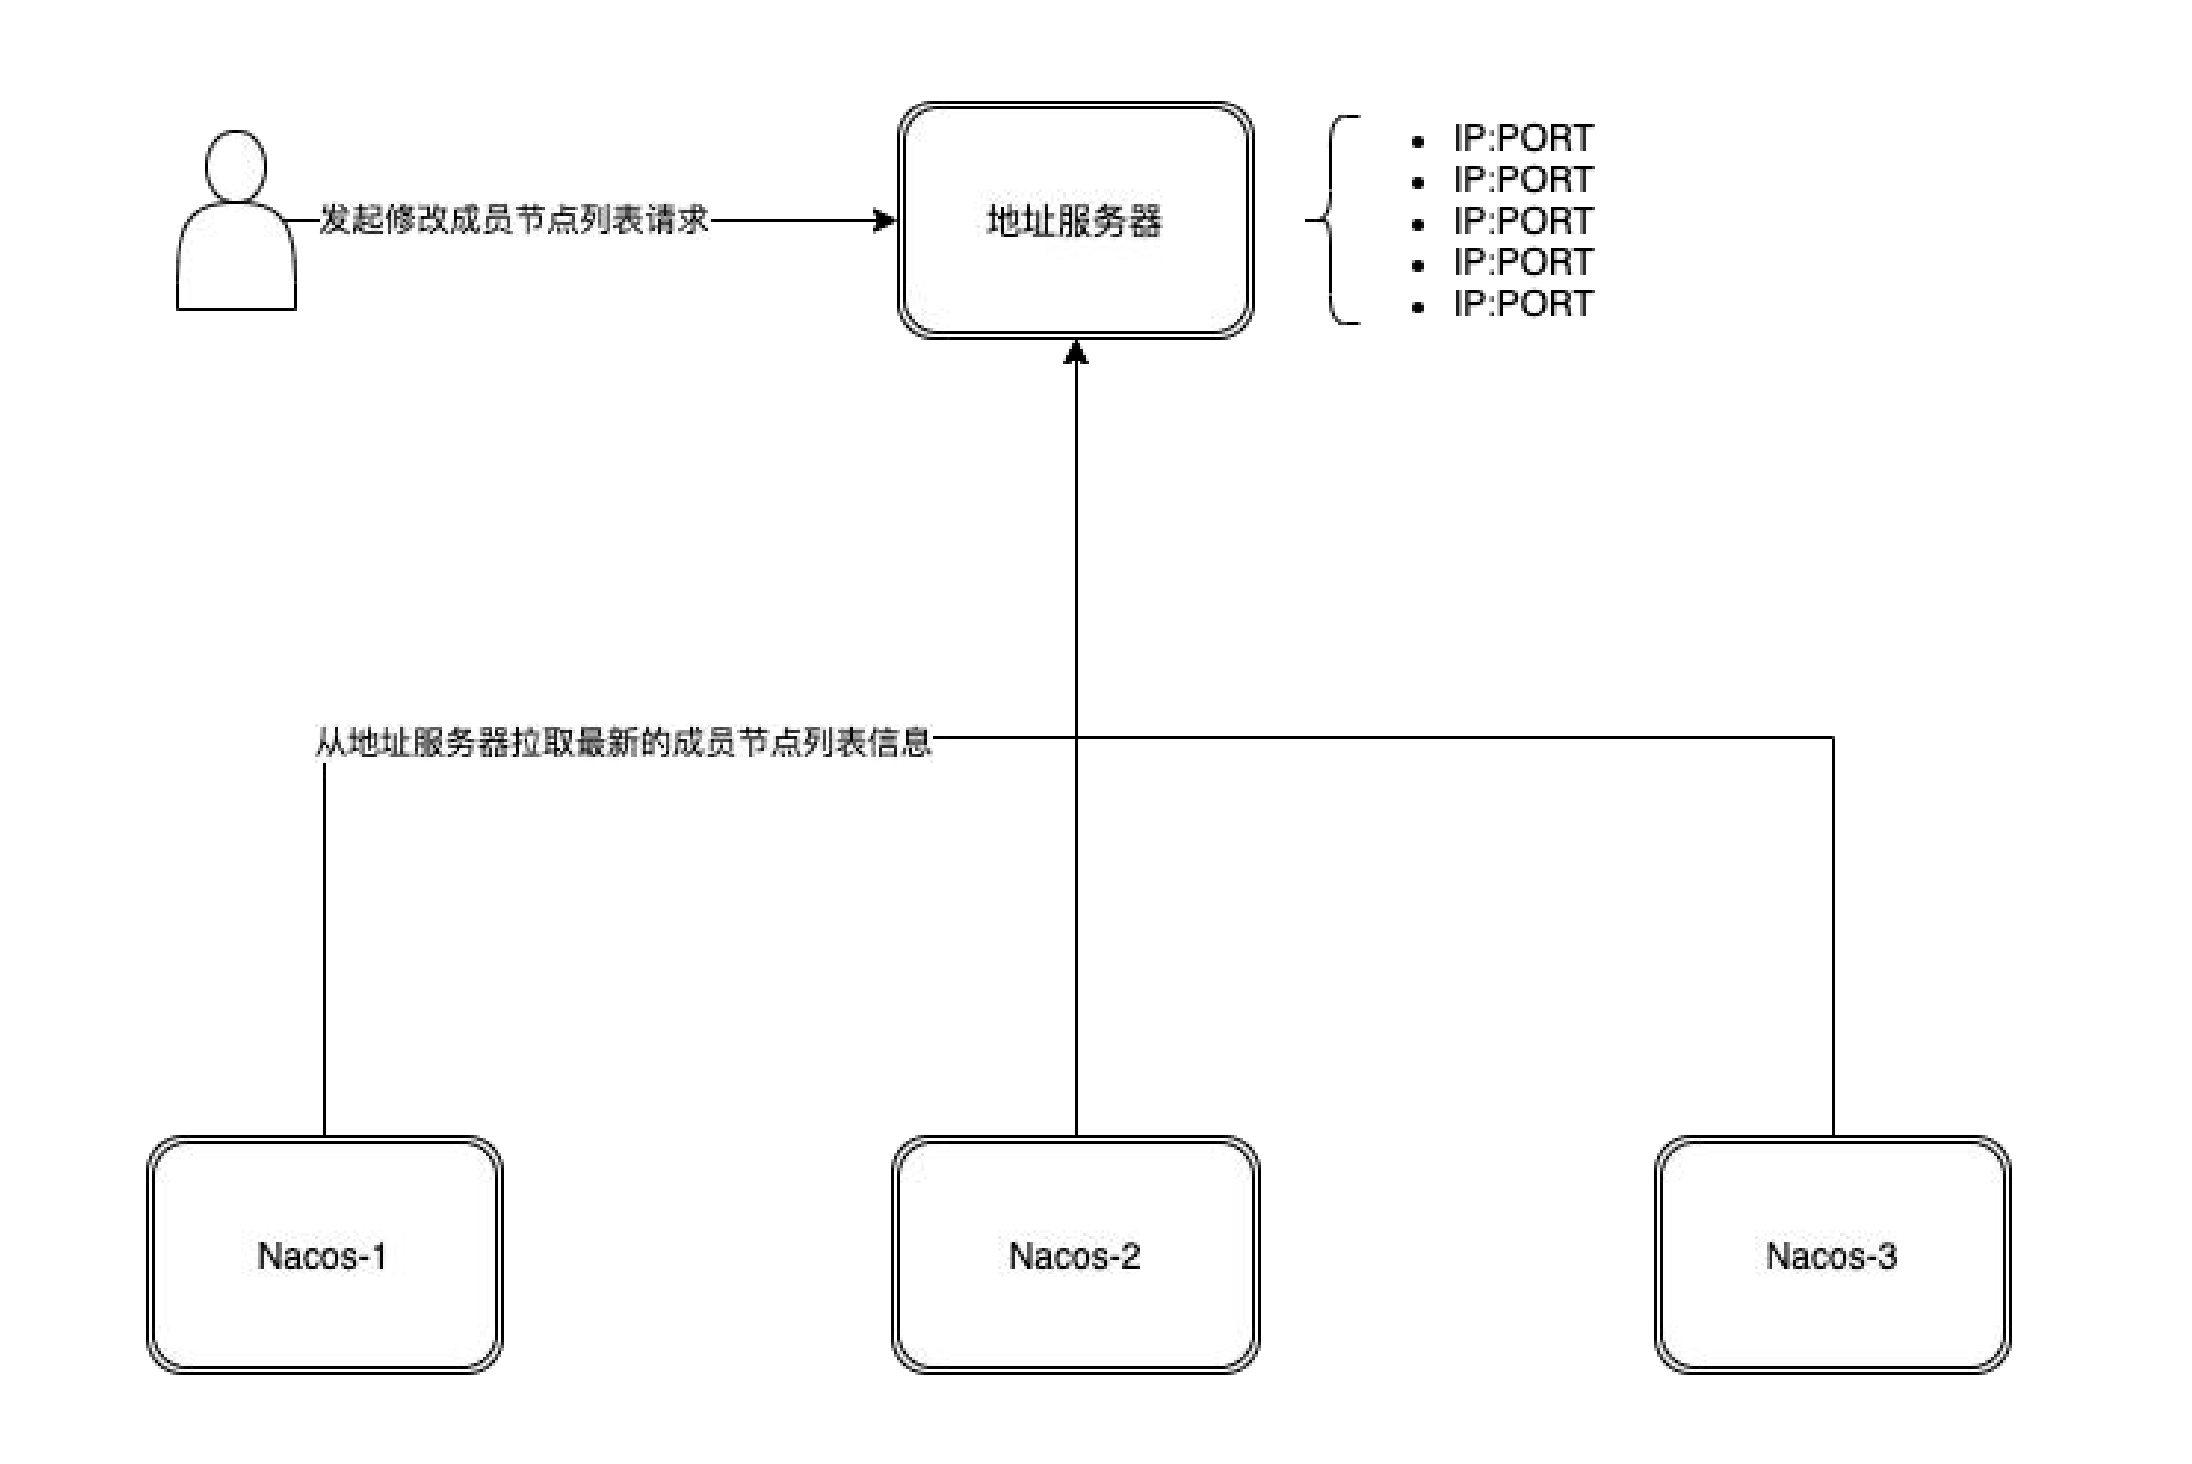 发起修改成员节点列表请求
地址服务器
• IP:PORT
• IP:PORT
• IP:PORT
• IP:PORT
• IP:PORT
从地址服务器拉取最新的成员节点列表信息
Nacos-1
Nacos-2
Nacos-3